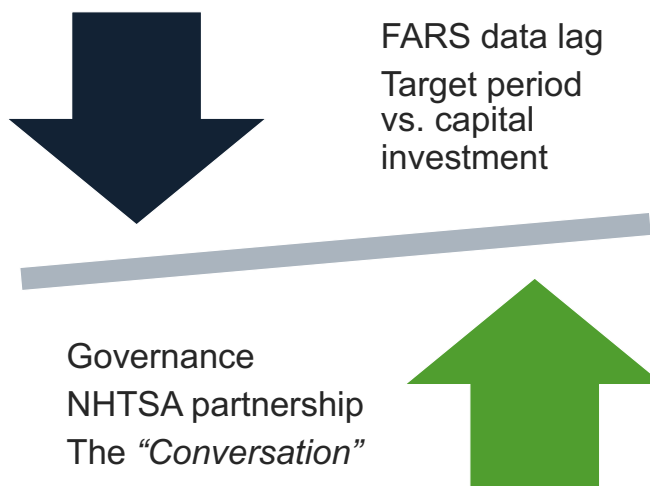 FARS data lag
Target period
vs. capital
investment
Governance
NHTSA partnership
The “Conversation”